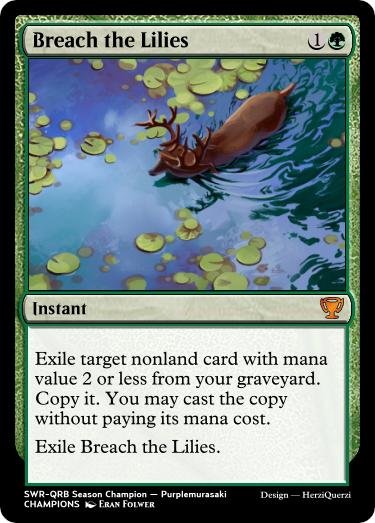 Breach the Lilies 1
Instant
Exile target nonland card with mana
value 2 or less from your graveyard.
Copy it. You may cast the copy
without paying its mana cost.
Exile Breach the Lilies.
SWR-QRB Season Champion — Purplemurasaki Design — HerziQuerzi
CHAMPIONS Eran Folwer